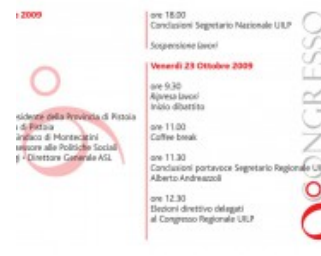 2009
sidente della Provincia di Pistoia
di Pistoia
Sindaco di Montecatini
essore alle Politiche Sociali
Direttore Generale ASL
ore 18.00
Conclusioni Segretario Nazionale UILP
Sospensione lavori
Venerdì 23 Ottobre 2009
ore 9.30
Ripresa lavori
Inizio dibattito
ore 11.00
Coffee break
ore 11.30
Conclusioni portavoce Segretario Regionale UI
Alberto Andreazzoli
ore 12.30
Elezioni direttivo delegati
al Congresso Regionale UILP
CONGRESSO